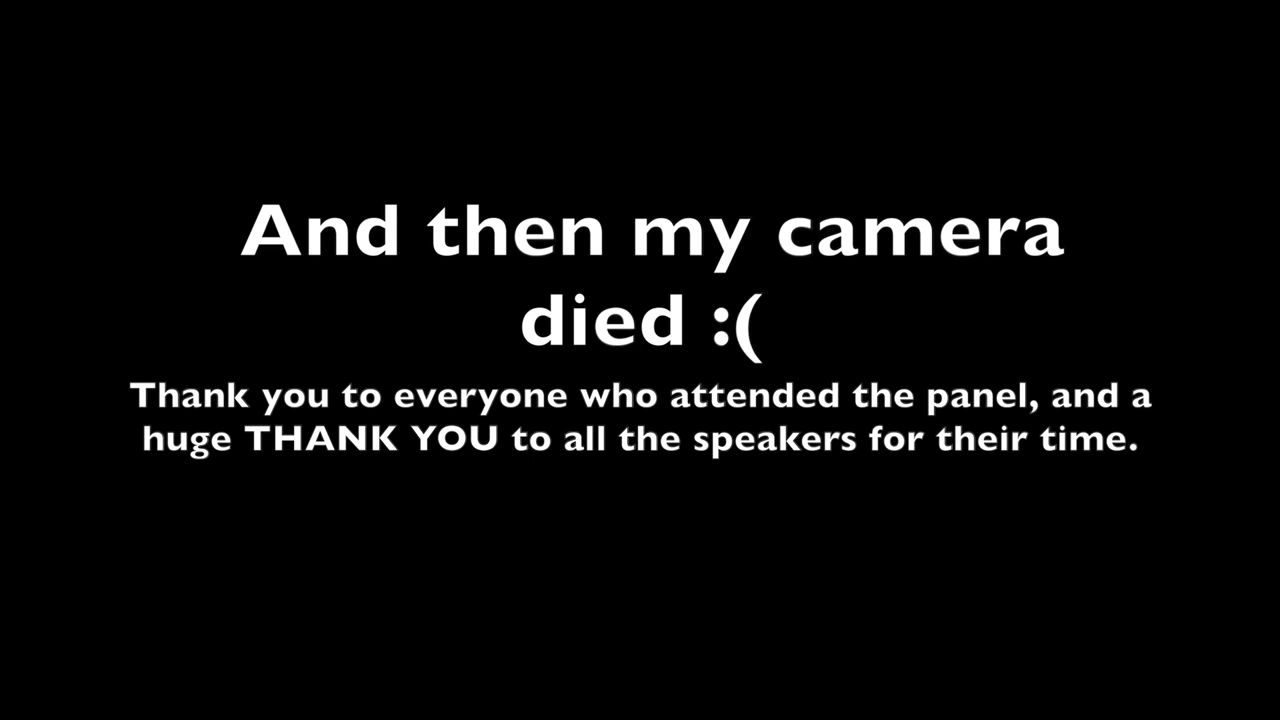 And then my camera
died :(
Thank you to everyone who attended the panel, and a
huge THANK YOU to all the speakers for their time.